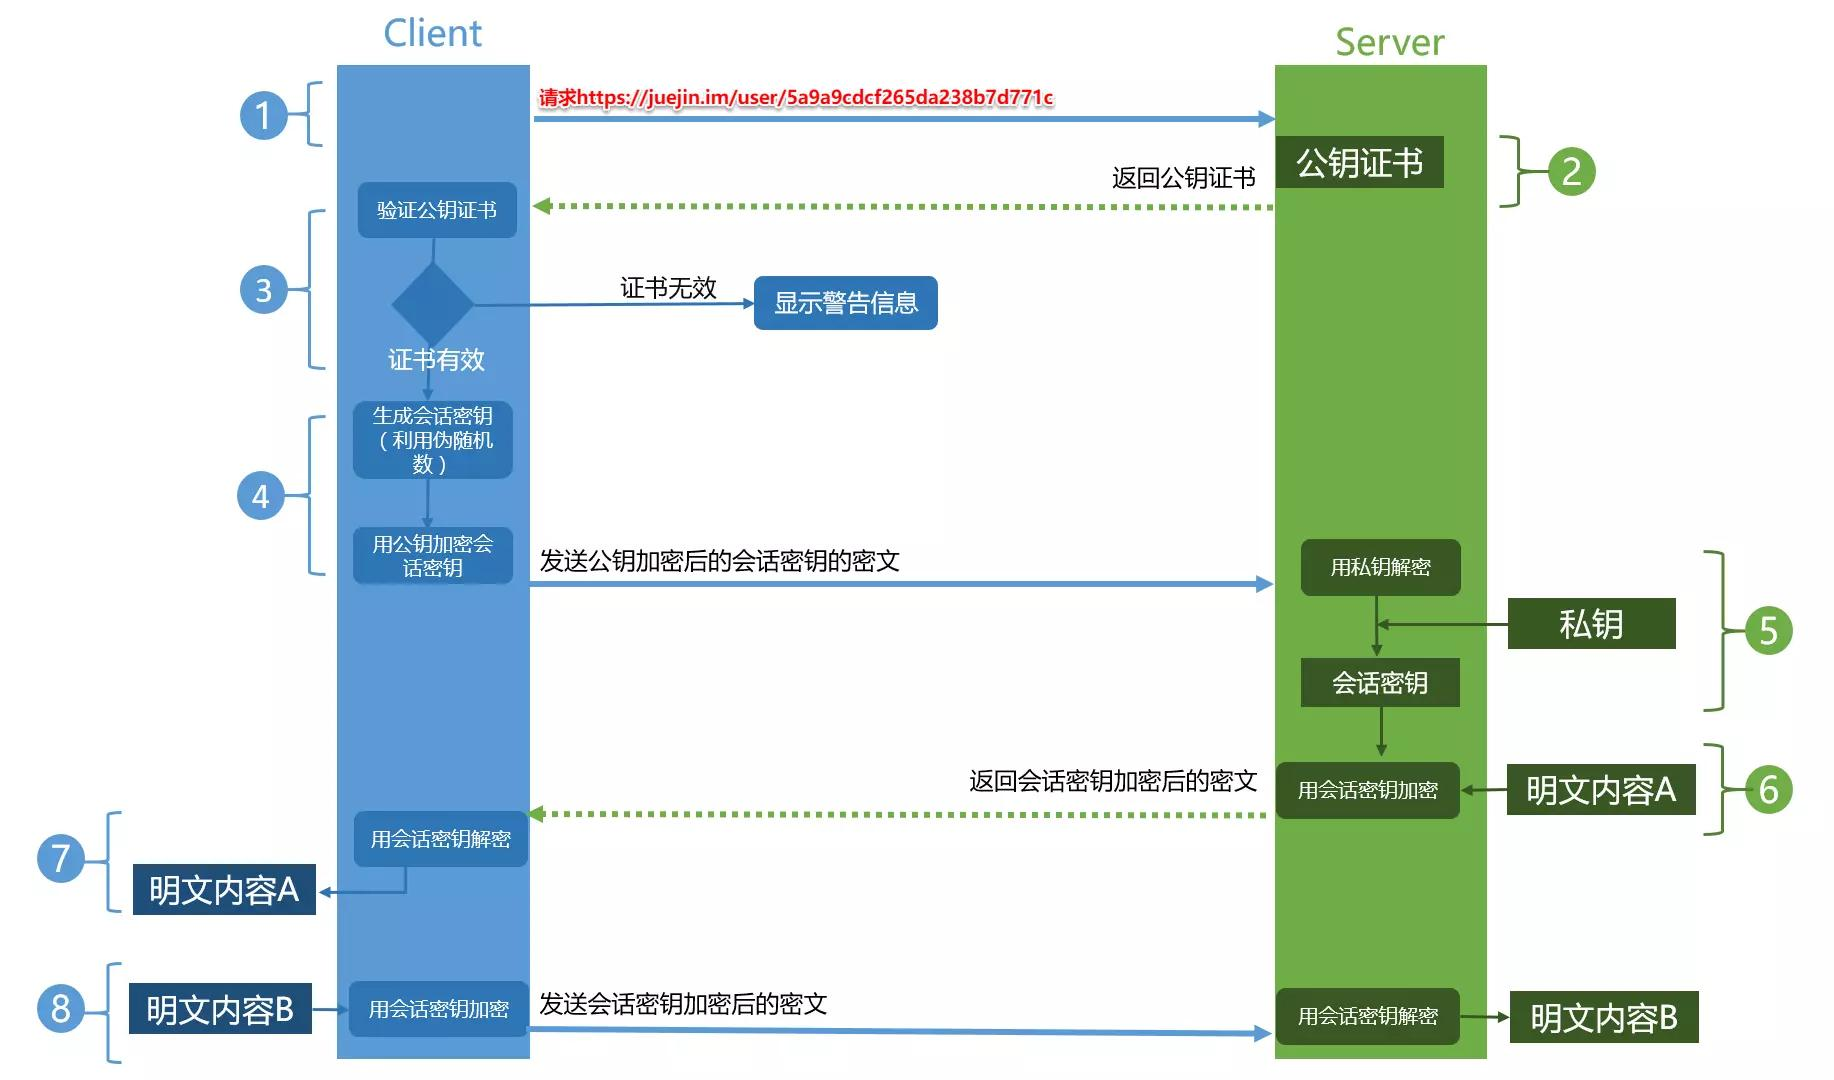 Client
Server
1
请求https://juejin.im/user/5a9a9cdcf265da238b7d771c
公钥证书
2
返回公钥证书
验证公钥证书
3
证书无效
显示警告信息
证书有效
生成会话密钥
（利用伪随机
数）
4
用公钥加密会
话密钥
发送公钥加密后的会话密钥的密文
用私钥解密
私钥
5
会话密钥
返回会话密钥加密后的密文
用会话密钥加密
明文内容A
6
用会话密钥解密
7
明文内容A
8
明文内容B
用会话密钥加密
发送会话密钥加密后的密文
用会话密钥解密
明文内容B